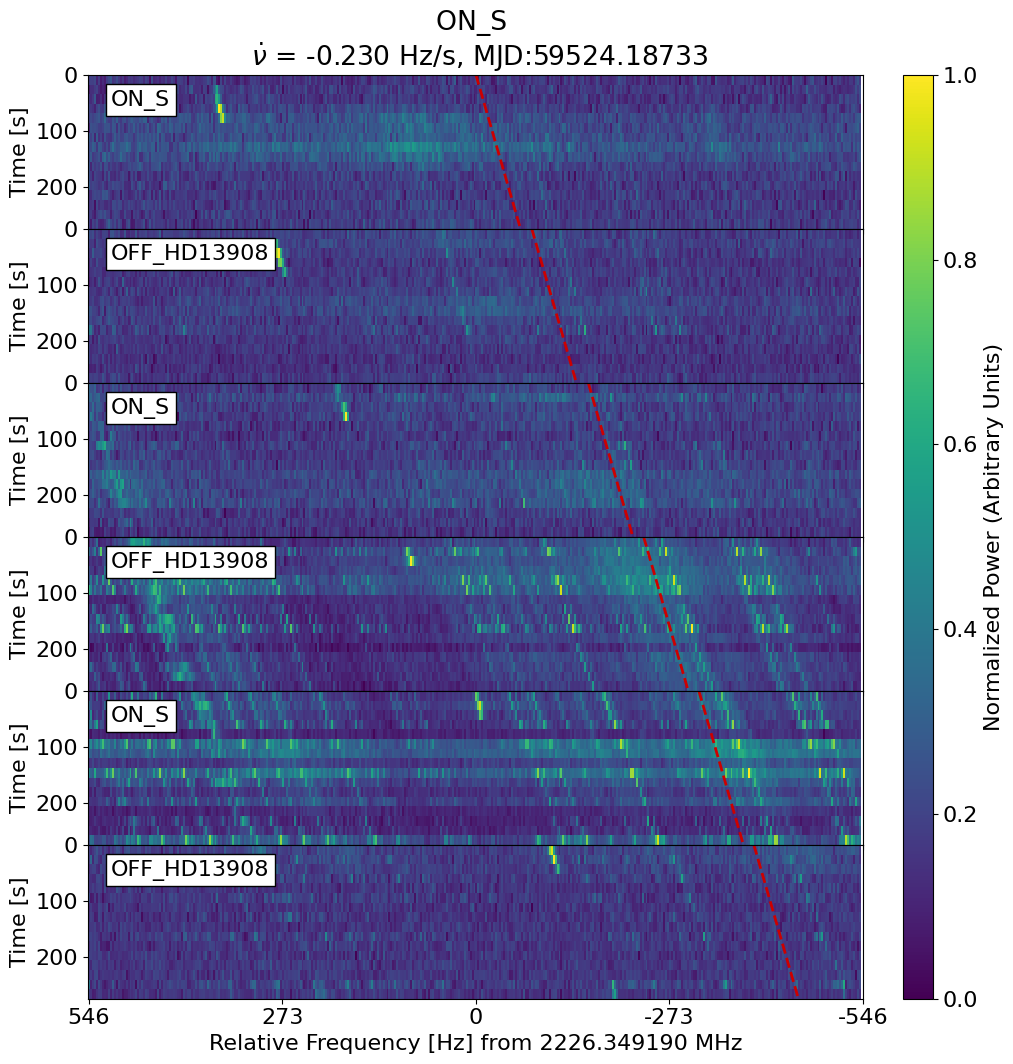 ON_S
ν̇ = -0.230 Hz/s, MJD:59524.18733
0
100
200
Time [s]
ON_S
0
100
200
Time [s]
OFF_HD13908
0
100
200
Time [s]
ON_S
0
100
200
Time [s]
OFF_HD13908
0
100
200
Time [s]
ON_S
0
100
200
Time [s]
OFF_HD13908
546 273 0 -273 -546
Relative Frequency [Hz] from 2226.349190 MHz
1.0
0.8
0.6
0.4
0.2
0.0
Normalized Power (Arbitrary Units)